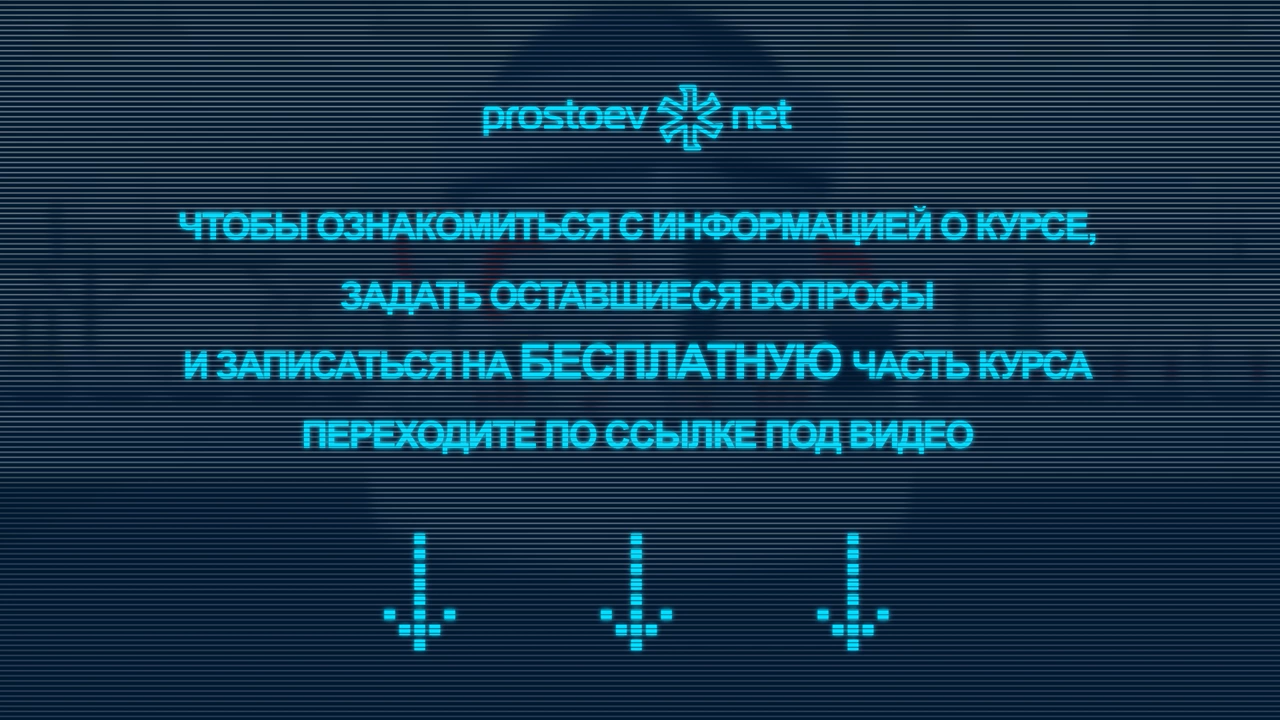 prostoev net
ЧТОБЫ ОЗНАКОМИТЬСЯ С ИНФОРМАЦИЕЙ О КУРСЕ,
ЗАДАТЬ ОСТАВШИЕСЯ ВОПРОСЫ
И ЗАПИСАТЬСЯ НА БЕСПЛАТНУЮ ЧАСТЬ КУРСА
ПЕРЕХОДИТЕ ПО ССЫЛКЕ ПОД ВИДЕО